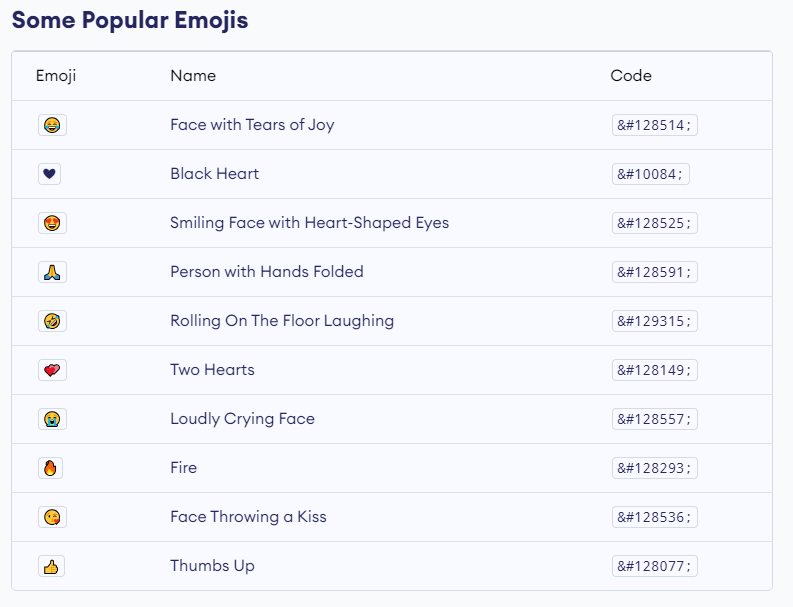 Some Popular Emojis
Emoji Name Code
😂 Face with Tears of Joy &#128514;
❤ Black Heart &#10084;
😍 Smiling Face with Heart-Shaped Eyes &#128525;
🙏 Person with Hands Folded &#128591;
🤣 Rolling On The Floor Laughing &#129315;
💕 Two Hearts &#128149;
😭 Loudly Crying Face &#128557;
🔥 Fire &#128293;
😘 Face Throwing a Kiss &#128536;
👍 Thumbs Up &#128077;